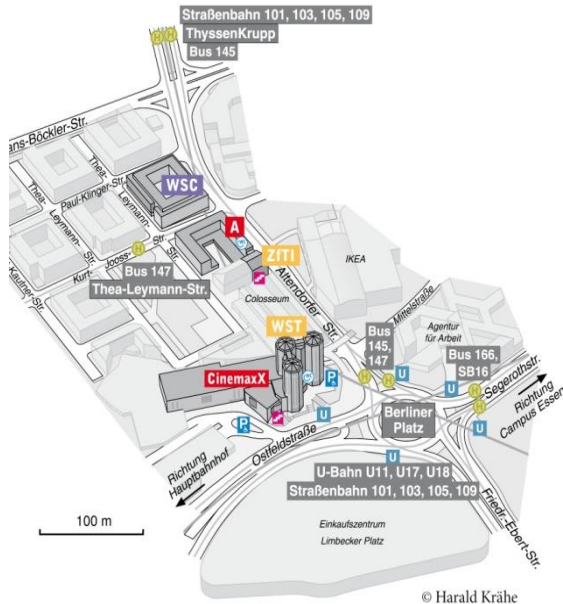 Straßenbahn 101, 103, 105, 109
ThyssenKrupp
Bus 145
H H
ans-Böckler-Str.
Thea-
Leymann-
Str.
Paul-Klinger-Str.
Thea-
Leymann-
Str.
WSC
A
ZfTI
Kurt-
Jooss-
Str.
H
Bus 147
Thea-Leymann-Str.
-Kaufner-Str.
Altendorfer Str.
IKEA
Colosseum
WST
Mittelstraße
Agentur
für Arbeit
Bus
145,
147
U
H H
Bus 166,
SB16
U
H
H
U
Segerothstr.
Richtung
Campus Essen
CinemaxX
P
P
U
Berliner
Platz
Ostfeldstraße
Richtung
Hauptbahnhof
U
U-Bahn U11, U17, U18
Straßenbahn 101, 103, 105, 109
Friedr.-Ebert-Str.
100 m
Einkaufszentrum
Limbecker Platz
© Harald Krähe